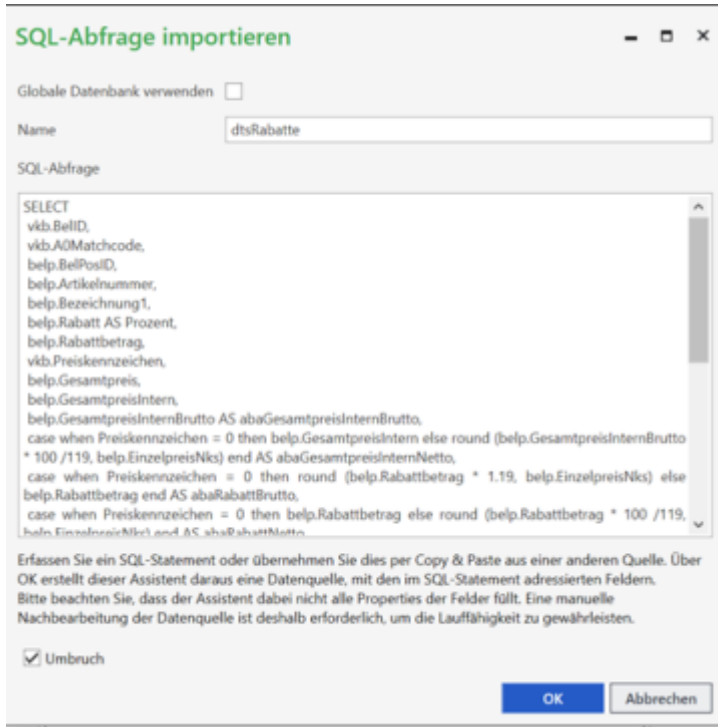 SQL-Abfrage importieren
Globale Datenbank verwenden
Name dtsRabatte
SQL-Abfrage
SELECT
vkb.BelID,
vkb.A0Matchcode,
belp.BelPosID,
belp.Artikelnummer,
belp.Bezeichnung1,
belp.Rabatt AS Prozent,
belp.Rabattbetrag,
vkb.Preiskennzeichen,
belp.Gesamtpreis,
belp.GesamtpreisIntern,
belp.GesamtpreisInternBrutto AS abaGesamtpreisInternBrutto,
case when Preiskennzeichen = 0 then belp.GesamtpreisIntern else round (belp.GesamtpreisInternBrutto
* 100 /119, belp.EinzelpreisNks) end AS abaGesamtpreisInternNetto,
case when Preiskennzeichen = 0 then round (belp.Rabattbetrag * 1.19, belp.EinzelpreisNks) else
belp.Rabattbetrag end AS abaRabattBrutto,
case when Preiskennzeichen = 0 then belp.Rabattbetrag else round (belp.Rabattbetrag * 100 /119,
belp.EinzelpreisNks) end AS abaRabattNetto
Erfassen Sie ein SQL-Statement oder übernehmen Sie dies per Copy & Paste aus einer anderen Quelle. Über
OK erstellt dieser Assistent daraus eine Datenquelle, mit den im SQL-Statement adressierten Feldern.
Bitte beachten Sie, dass der Assistent dabei nicht alle Properties der Felder füllt. Eine manuelle
Nachbearbeitung der Datenquelle ist deshalb erforderlich, um die Lauffähigkeit zu gewährleisten.
Umbruch
OK Abbrechen